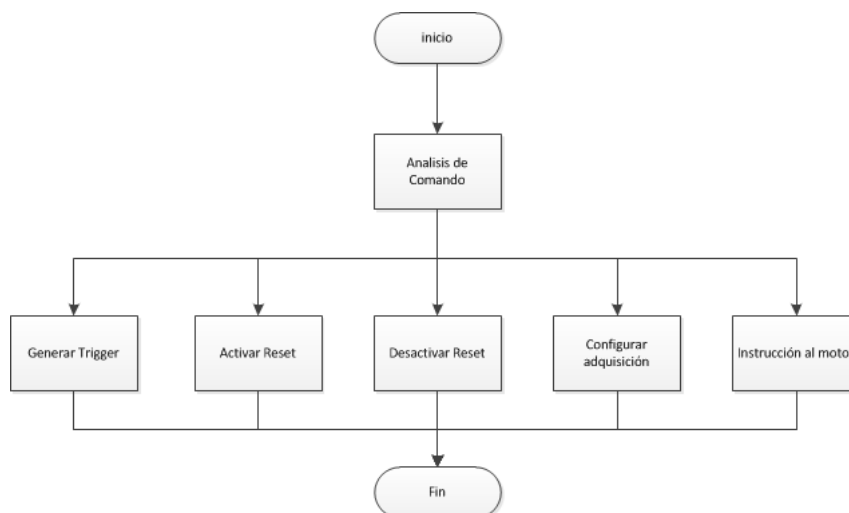 inicio
Analisis de
Comando
Generar Trigger
Activar Reset
Desactivar Reset
Configurar
adquisición
Instrucción al moto
Fin